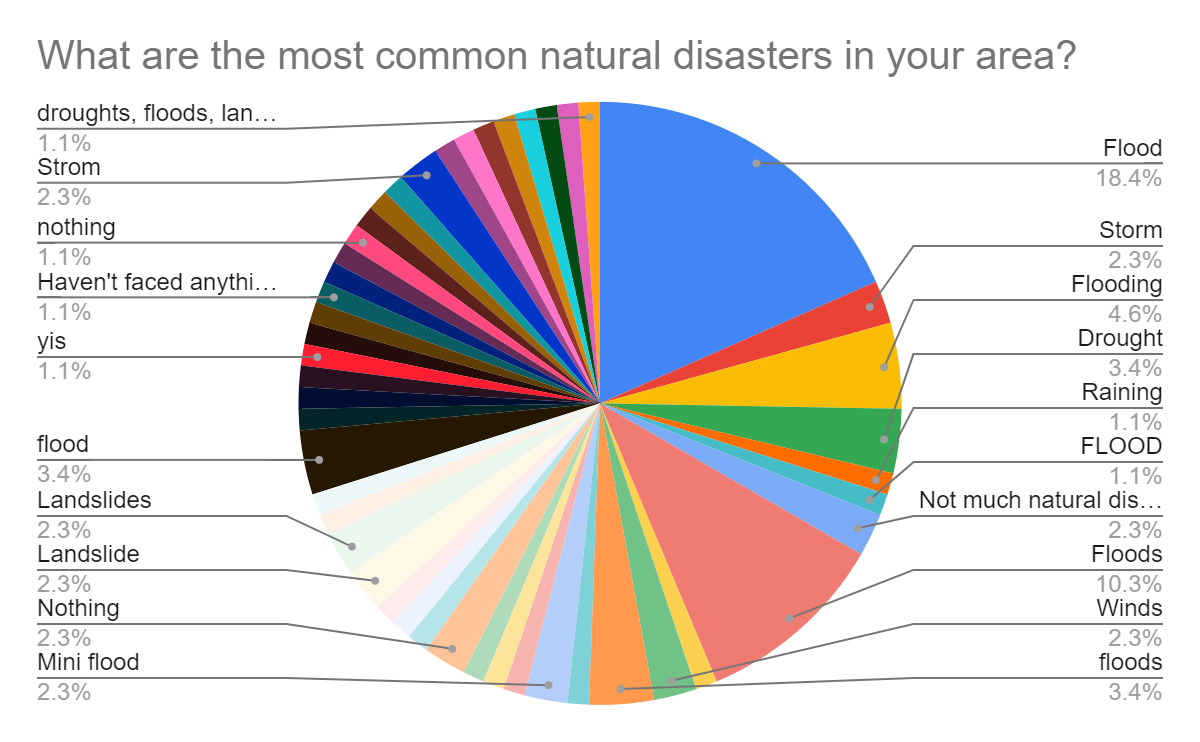 What are the most common natural disasters in your area?
droughts, floods, lan…
1.1%
Strom
2.3%
nothing
1.1%
Haven't faced anythi…
1.1%
yis
1.1%
flood
3.4%
Landslides
2.3%
Landslide
2.3%
Nothing
2.3%
Mini flood
2.3%
Flood
18.4%
Storm
2.3%
Flooding
4.6%
Drought
3.4%
Raining
1.1%
FLOOD
1.1%
Not much natural dis…
2.3%
Floods
10.3%
Winds
2.3%
floods
3.4%